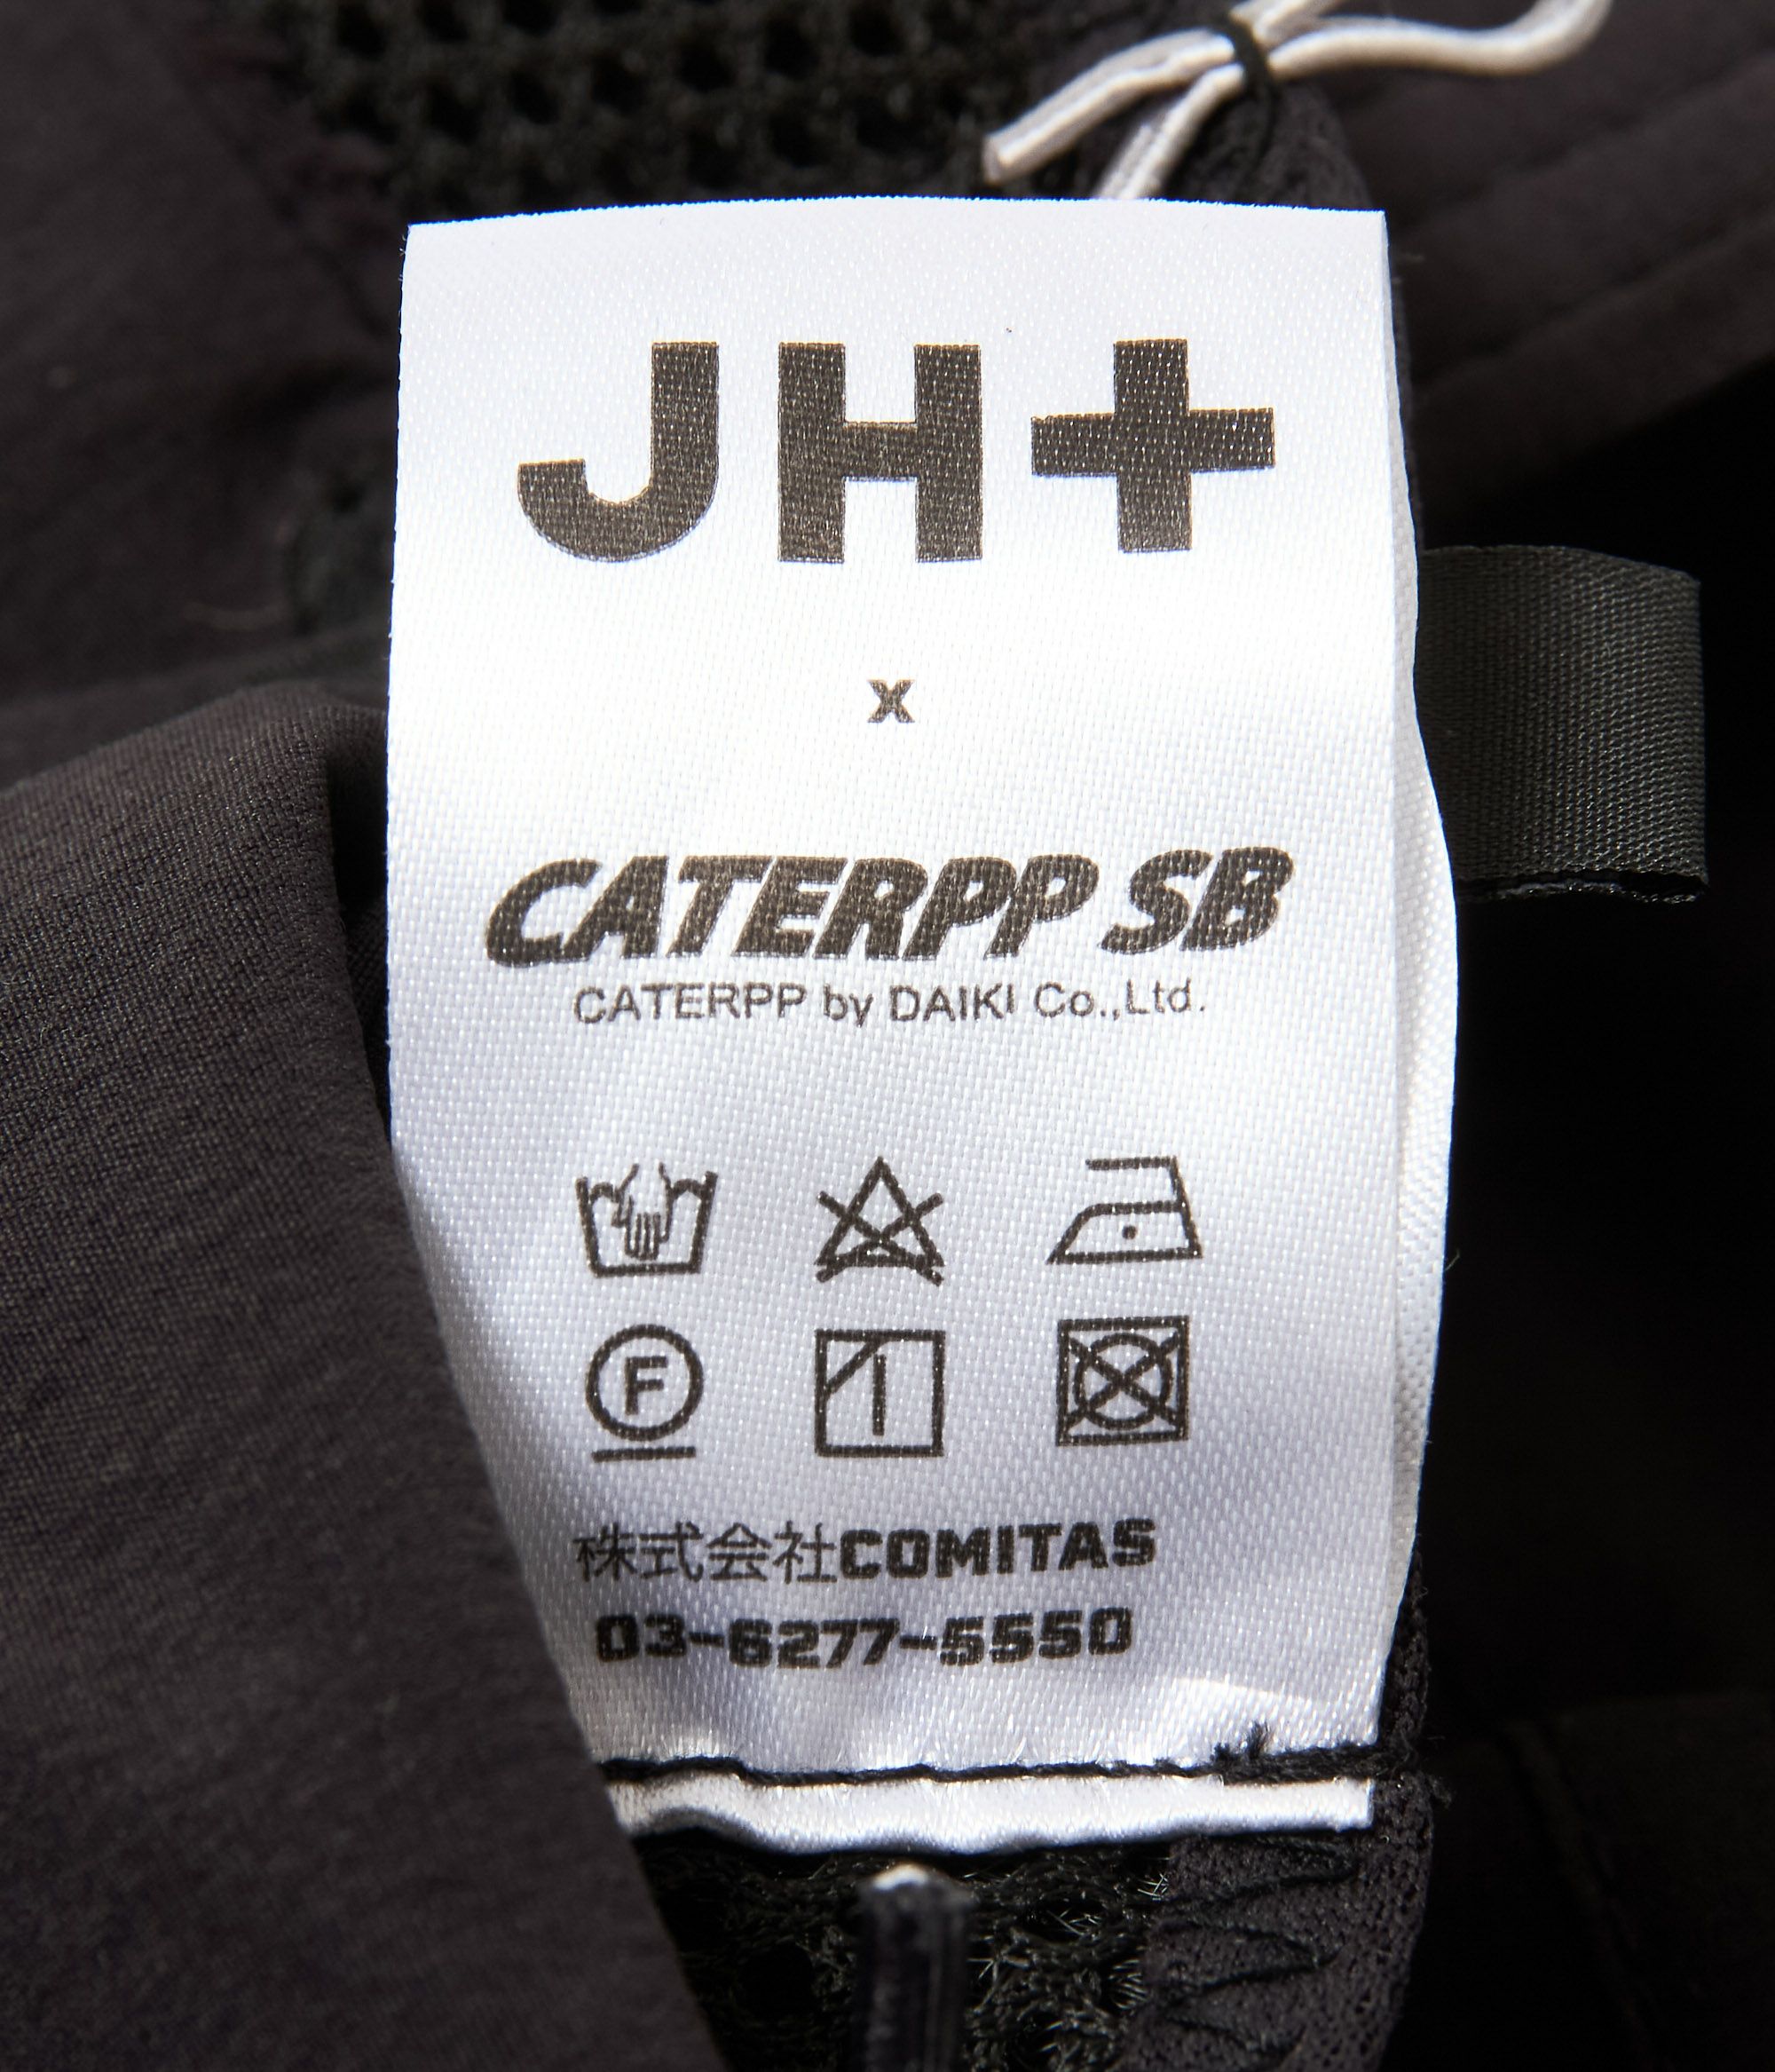 JH+
x
CATERPP SB
CATERPP by DAIKI Co.,Ltd.
F
株式会社COMITAS
03-6277-5550